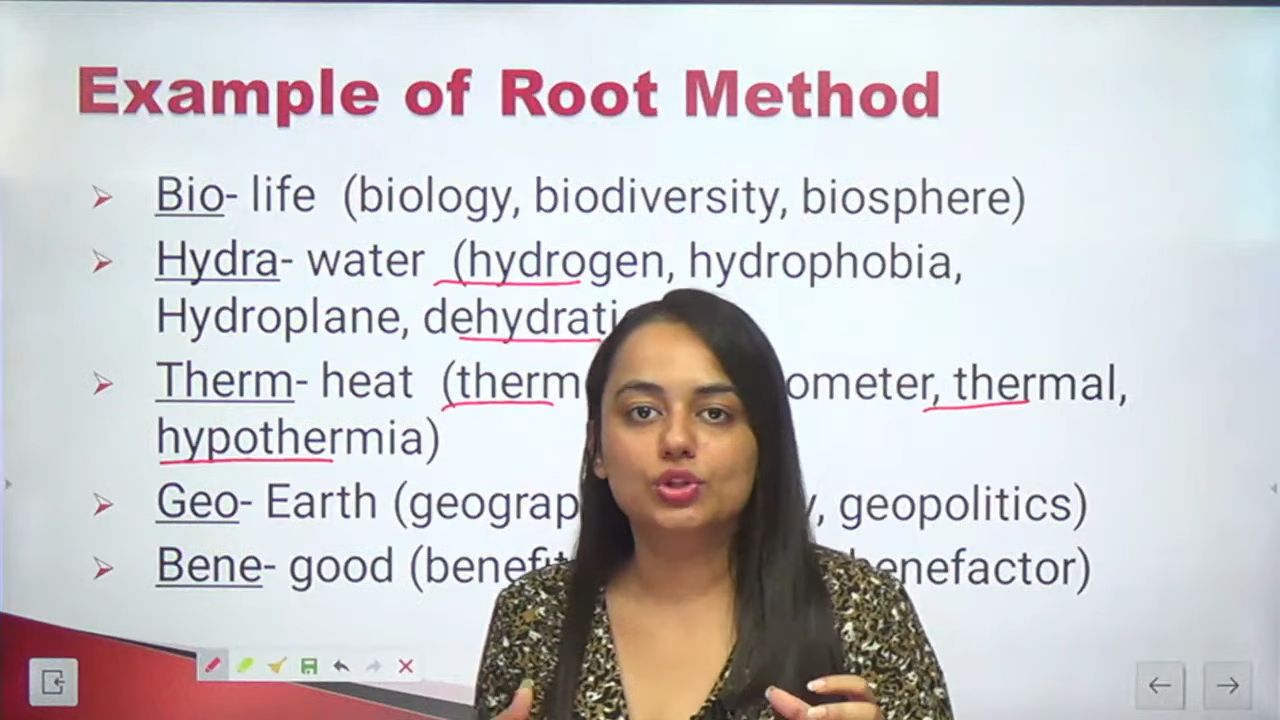 Example of Root Method
Bio- life (biology, biodiversity, biosphere)
Hydra- water (hydrogen, hydrophobia,
Hydroplane, dehydrati
Therm- heat (therm ometer, thermal,
hypothermia)
Geo- Earth (geograp y, geopolitics)
Bene- good (benefit enefactor)